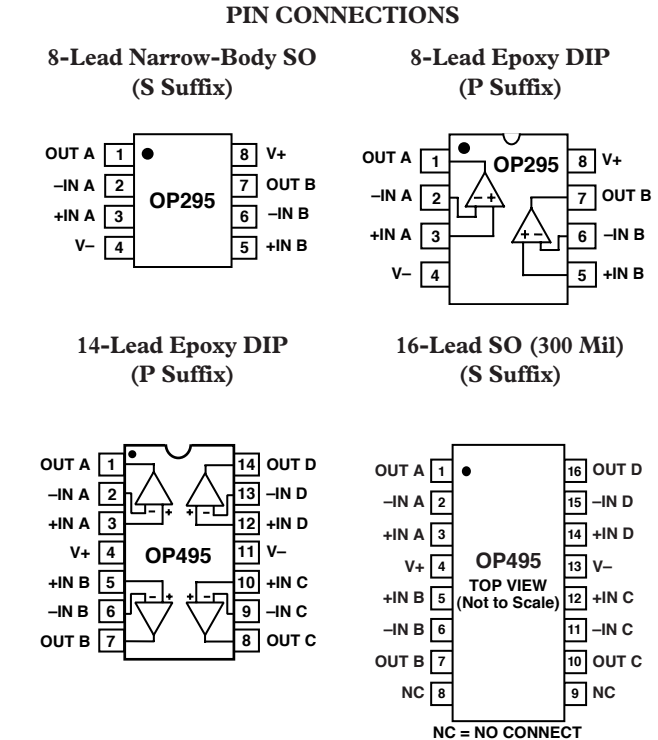 PIN CONNECTIONS
8-Lead Narrow-Body SO
(S Suffix)
OUT A 1 8 V+
–IN A 2 7 OUT B
OP295
+IN A 3 6 –IN B
V– 4 5 +IN B
8-Lead Epoxy DIP
(P Suffix)
OUT A 1 OP295 8 V+
–IN A 2 – + 7 OUT B
+IN A 3 + – 6 –IN B
V– 4 5 +IN B
14-Lead Epoxy DIP
(P Suffix)
OUT A 1 14 OUT D
–IN A 2 – + + – 13 –IN D
+IN A 3 12 +IN D
V+ 4 OP495 11 V–
+IN B 5 10 +IN C
–IN B 6 – + + – 9 –IN C
OUT B 7 8 OUT C
16-Lead SO (300 Mil)
(S Suffix)
OUT A 1 16 OUT D
–IN A 2 15 –IN D
+IN A 3 14 +IN D
V+ 4 OP495 13 V–
TOP VIEW
+IN B 5 (Not to Scale) 12 +IN C
–IN B 6 11 –IN C
OUT B 7 10 OUT C
NC 8 9 NC
NC = NO CONNECT